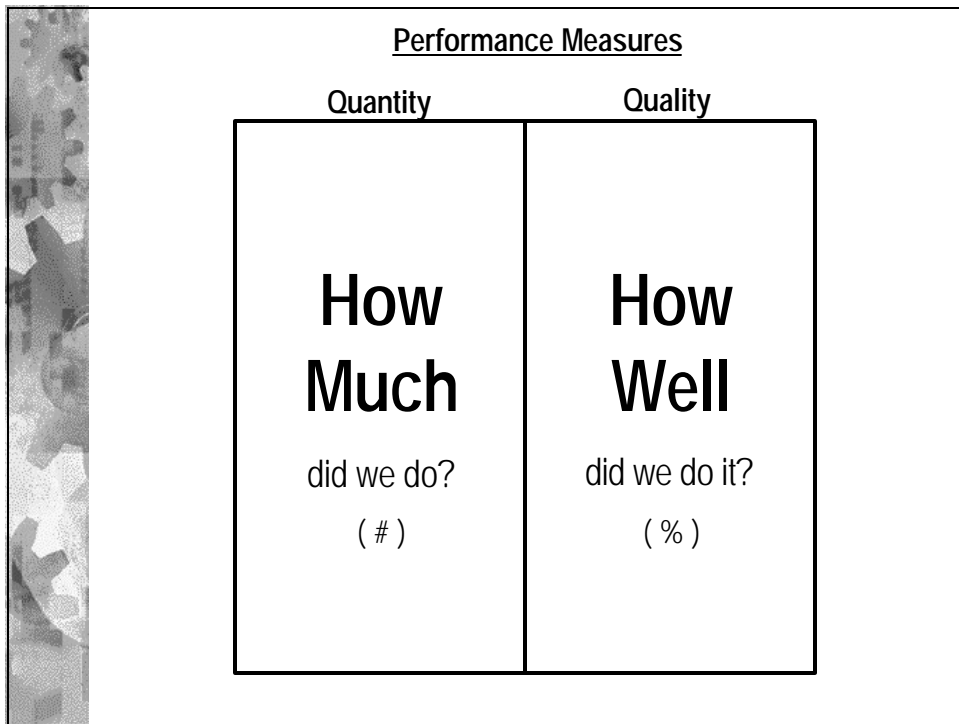 Performance Measures
Quantity
Quality
How
Much
did we do?
( # )
How
Well
did we do it?
( % )